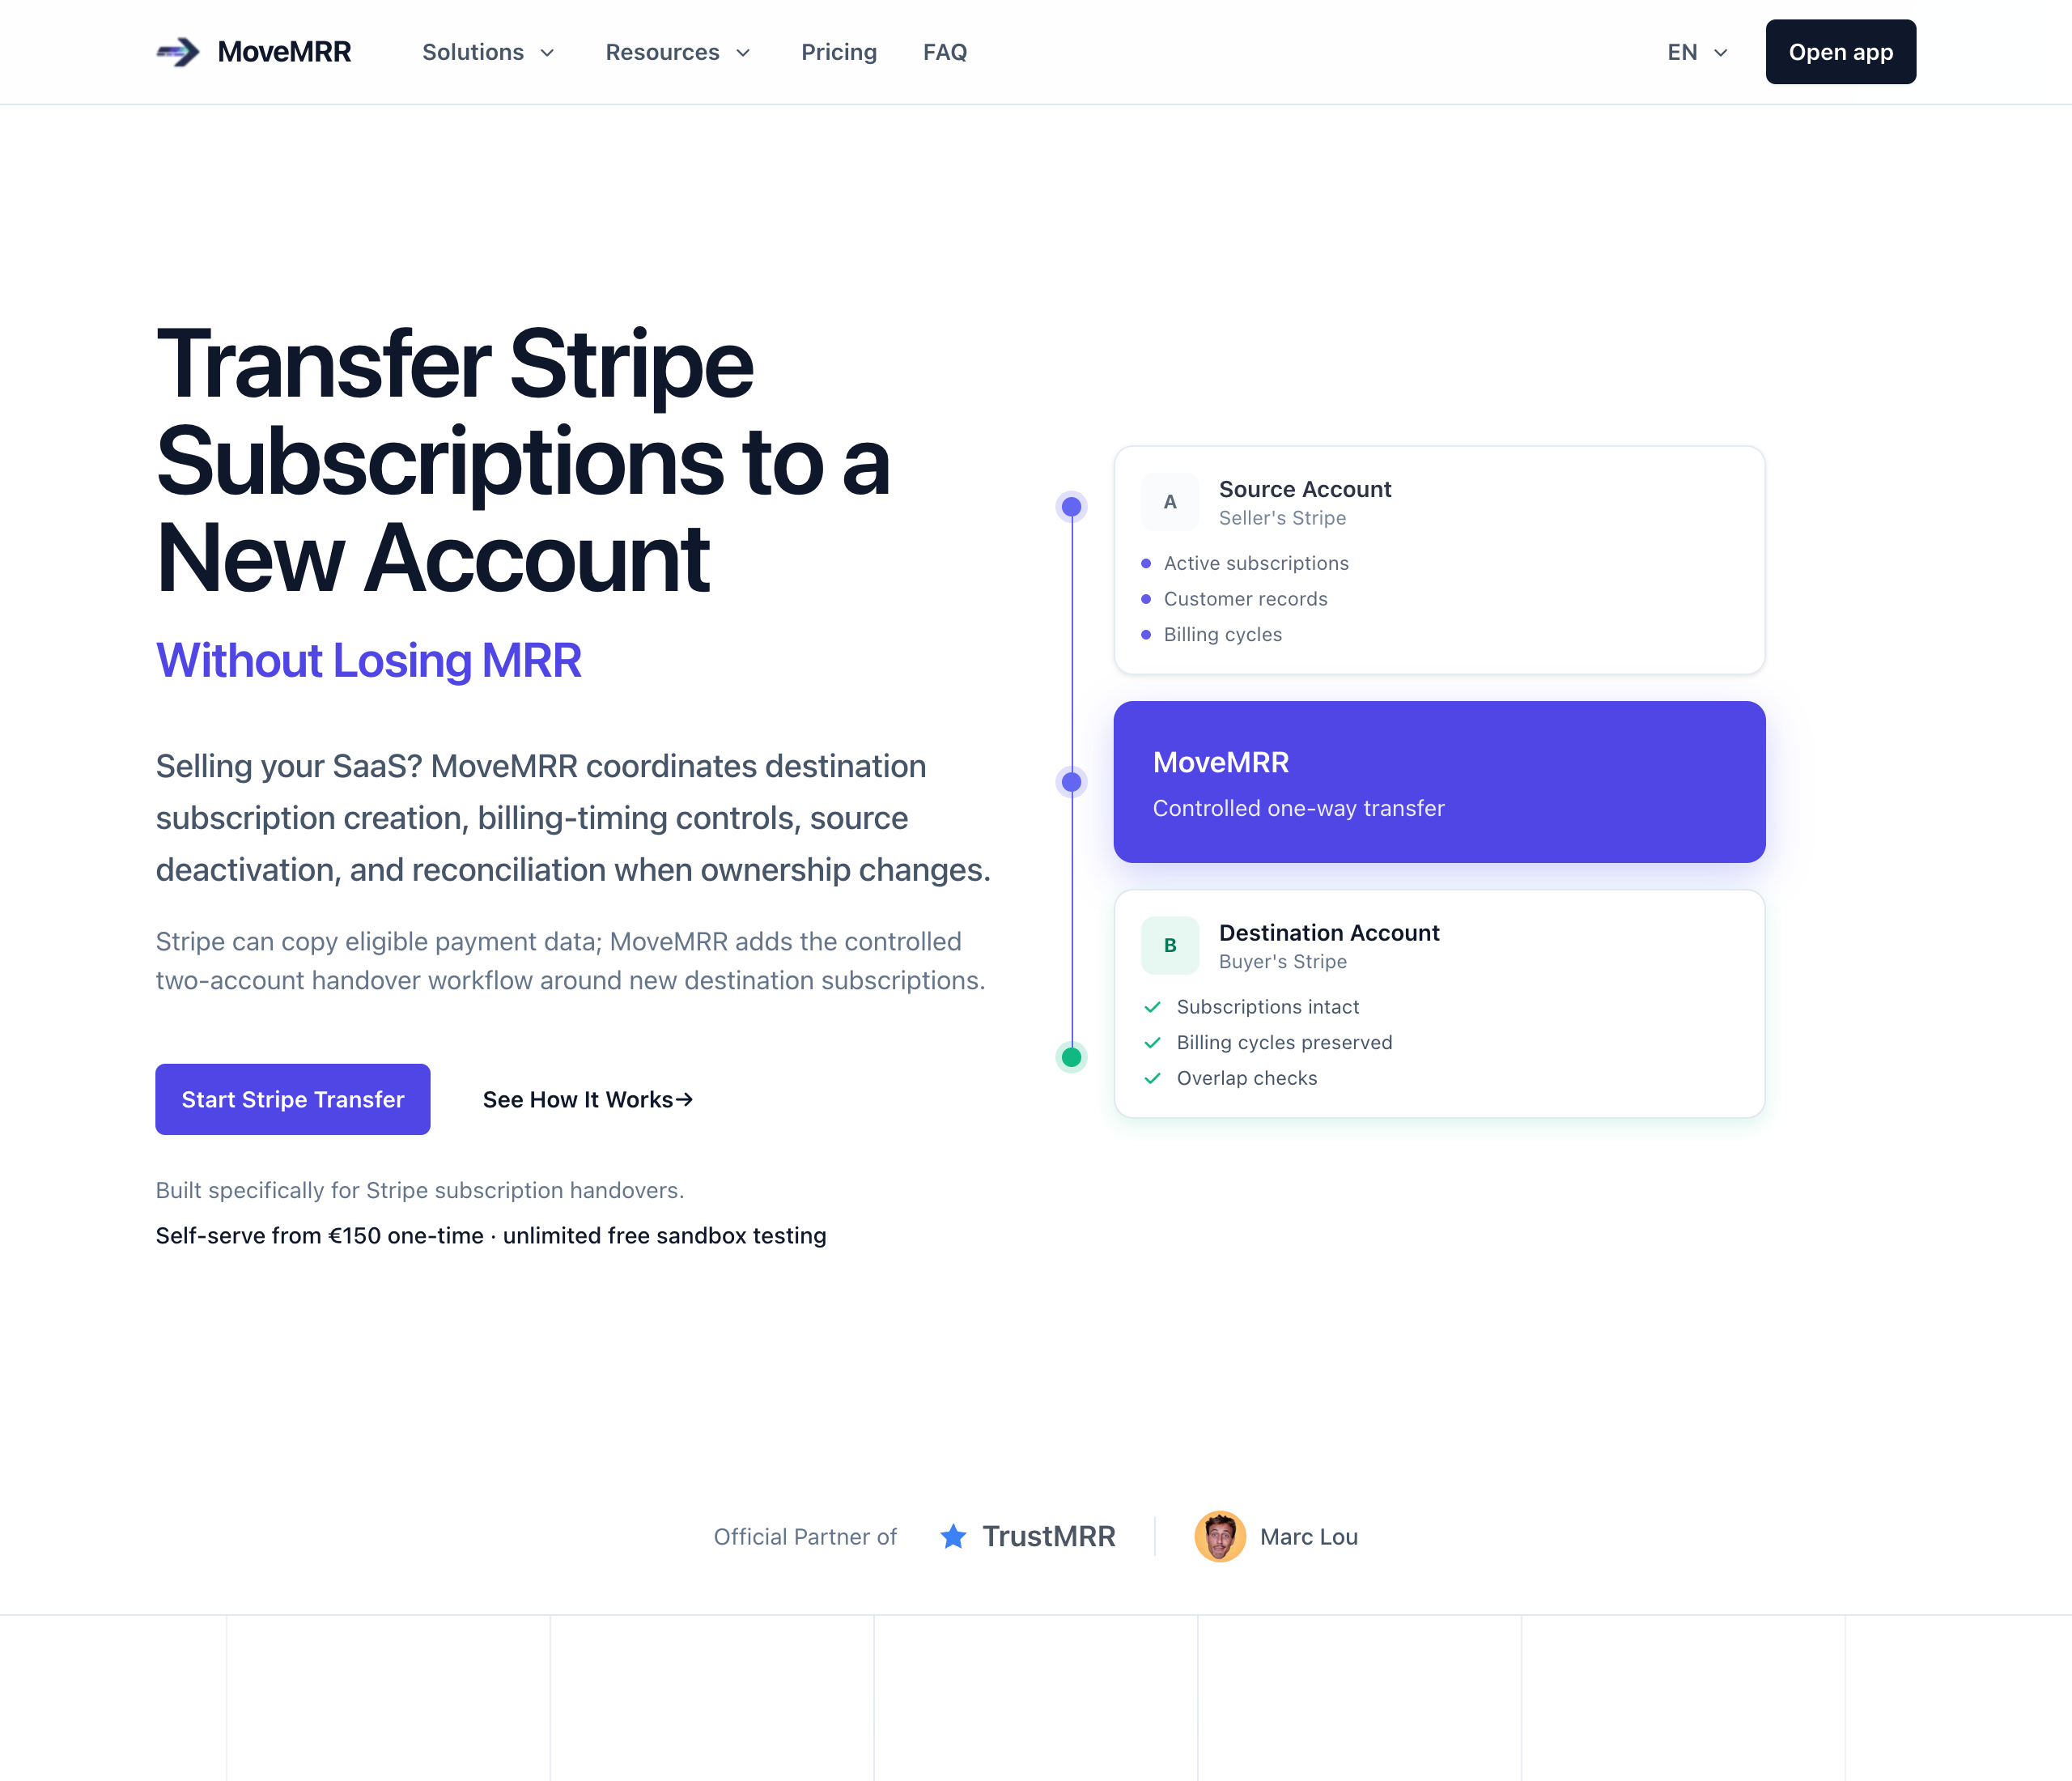 MoveMRR
Solutions
Resources
Pricing
FAQ
EN
Open app
Transfer Stripe
Subscriptions to a
New Account
Without Losing MRR
Selling your SaaS? MoveMRR coordinates destination
subscription creation, billing-timing controls, source
deactivation, and reconciliation when ownership changes.
Stripe can copy eligible payment data; MoveMRR adds the controlled
two-account handover workflow around new destination subscriptions.
Start Stripe Transfer
See How It Works→
Built specifically for Stripe subscription handovers.
Self-serve from €150 one-time · unlimited free sandbox testing
A
Source Account
Seller's Stripe
Active subscriptions
Customer records
Billing cycles
MoveMRR
Controlled one-way transfer
B
Destination Account
Buyer's Stripe
Subscriptions intact
Billing cycles preserved
Overlap checks
Official Partner of
TrustMRR
Marc Lou